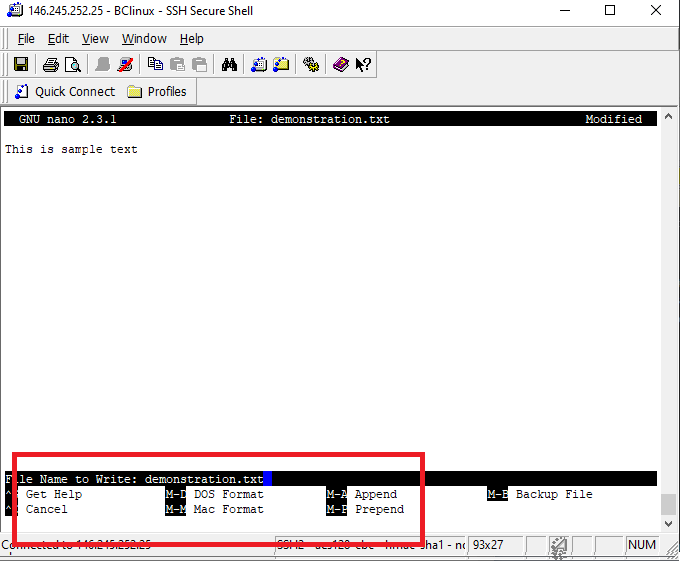 146.245.252.25 - BClinux - SSH Secure Shell
File Edit View Window Help
Quick Connect Profiles
GNU nano 2.3.1 File: demonstration.txt Modified
This is sample text
File Name to Write: demonstration.txt
Get Help M-D DOS Format M-A Append M-B Backup File
Cancel M-M Mac Format M-P Prepend
Connected to 146.245.252.25 SSH2 - aes128-cbc - hmac-sha1 - no 93x27 NUM